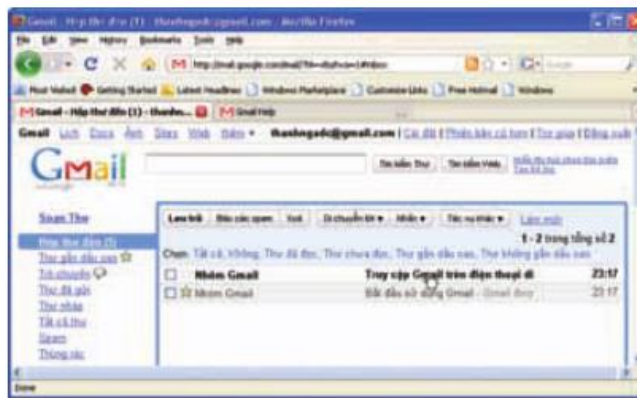 Gmail - Hộp thư đến (1) - thanhngadc@gmail.com - Mozilla Firefox
File Edit View History Bookmarks Tools Help
http://mail.google.com/mail/
Most Visited Getting Started Latest Headlines Windows Marketplace Customize Links Free Hotmail Windows
Gmail - Hộp thư đến (1) - thanhn... Gmail Help
Gmail Lịch Docs Ảnh Sites Web thêm ▾ thanhngadc@gmail.com | Cài đặt | Phiên bản cũ hơn | Trợ giúp | Đăng xuất
Gmail Tìm kiếm Thư Tìm kiếm Web
Soạn Thư
Lưu trữ Báo cáo spam Xoá Di chuyển tới ▾ Nhãn ▾ Tác vụ khác ▾ Làm mới
1 - 2 trong tổng số 2
Hộp thư đến (1)
Chọn: Tất cả, Không, Thư đã đọc, Thư chưa đọc, Thư gắn dấu sao, Thư không gắn dấu sao
Thư gắn dấu sao
Trò chuyện
Thư đã gửi
Thư nháp
Tất cả thư
Spam
Thùng rác
Nhóm Gmail Truy cập Gmail trên điện thoại di 23:17
Nhóm Gmail Bắt đầu sử dụng Gmail - Gmail 23:17
Done